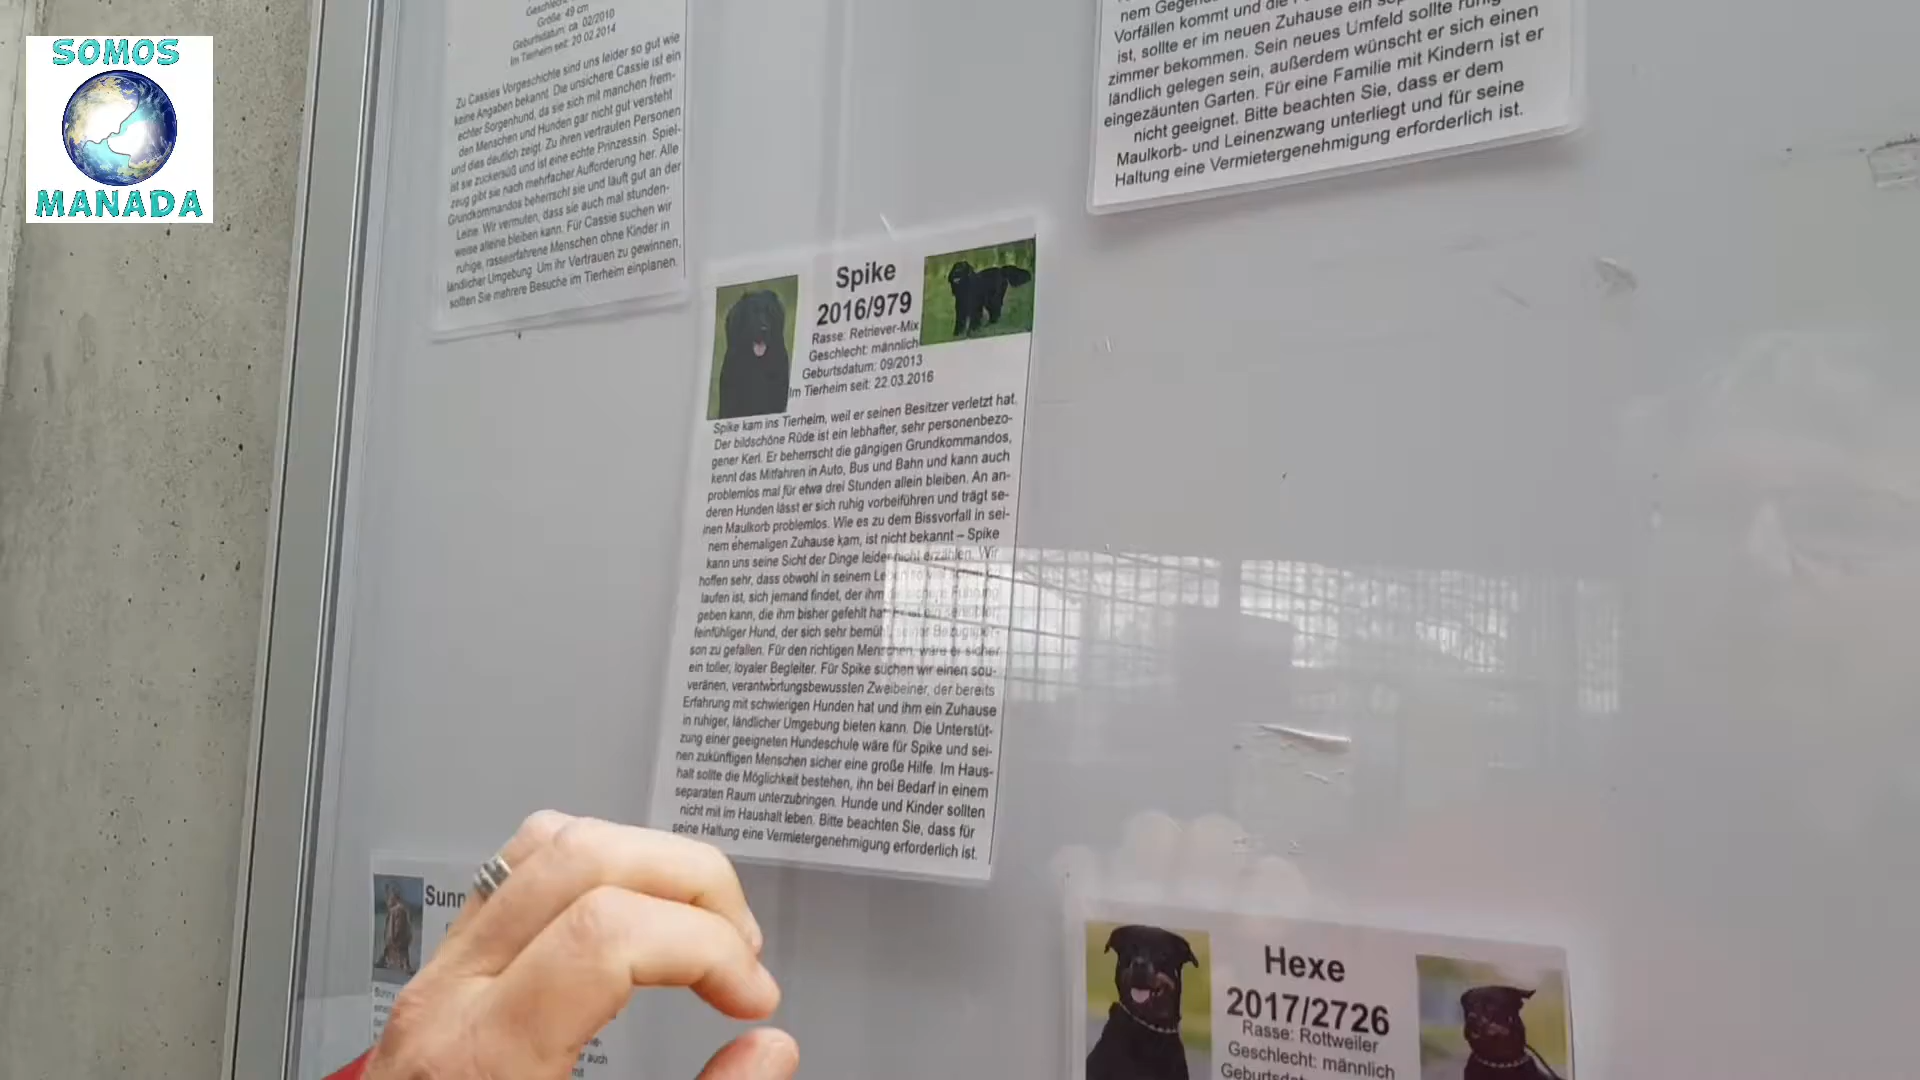 SOMOS
MANADA
Größe: 49 cm
Geburtsdatum: ca. 02/2010
Im Tierheim seit: 20.02.2014
Zu Cassies Vorgeschichte sind uns leider so gut wie
keine Angaben bekannt. Die unsichere Cassie ist ein
echter Sorgenhund, da sie sich mit manchen frem-
den Menschen und Hunden gar nicht gut versteht
und dies deutlich zeigt. Zu ihren vertrauten Personen
ist sie zuckersüß und ist eine echte Prinzessin. Spiel-
zeug gibt sie nach mehrfacher Aufforderung her. Alle
Grundkommandos beherrscht sie und läuft gut an der
Leine. Wir vermuten, dass sie auch mal stunden-
weise alleine bleiben kann. Für Cassie suchen wir
ruhige, rasseerfahrene Menschen ohne Kinder in
ländlicher Umgebung. Um ihr Vertrauen zu gewinnen,
sollten Sie mehrere Besuche im Tierheim einplanen.
Vorfällen kommt und die
ist, sollte er im neuen Zuhause ein
zimmer bekommen. Sein neues Umfeld sollte
ländlich gelegen sein, außerdem wünscht er sich einen
eingezäunten Garten. Für eine Familie mit Kindern ist er
nicht geeignet. Bitte beachten Sie, dass er dem
Maulkorb- und Leinenzwang unterliegt und für seine
Haltung eine Vermietergenehmigung erforderlich ist.
Spike
2016/979
Rasse: Retriever-Mix
Geschlecht: männlich
Geburtsdatum: 09/2013
Im Tierheim seit: 22.03.2016
Spike kam ins Tierheim, weil er seinen Besitzer verletzt hat.
Der bildschöne Rüde ist ein lebhafter, sehr personenbezo-
gener Kerl. Er beherrscht die gängigen Grundkommandos,
kennt das Mitfahren in Auto, Bus und Bahn und kann auch
problemlos mal für etwa drei Stunden allein bleiben. An an-
deren Hunden lässt er sich ruhig vorbeiführen und trägt se-
inen Maulkorb problemlos. Wie es zu dem Bissvorfall in sei-
nem ehemaligen Zuhause kam, ist nicht bekannt – Spike
kann uns seine Sicht der Dinge leider nicht erzählen. Wir
hoffen sehr, dass obwohl in seinem Leben so
laufen ist, sich jemand findet, der ihm die sichere Führung
geben kann, die ihm bisher gefehlt hat. Er ist ein sensibler,
feinfühliger Hund, der sich sehr bemüht, seiner Bezugsper-
son zu gefallen. Für den richtigen Menschen, wäre er sicher
ein toller, loyaler Begleiter. Für Spike suchen wir einen sou-
veränen, verantwortungsbewussten Zweibeiner, der bereits
Erfahrung mit schwierigen Hunden hat und ihm ein Zuhause
in ruhiger, ländlicher Umgebung bieten kann. Die Unterstüt-
zung einer geeigneten Hundeschule wäre für Spike und sei-
nen zukünftigen Menschen sicher eine große Hilfe. Im Haus-
halt sollte die Möglichkeit bestehen, ihn bei Bedarf in einem
separaten Raum unterzubringen. Hunde und Kinder sollten
nicht mit im Haushalt leben. Bitte beachten Sie, dass für
seine Haltung eine Vermietergenehmigung erforderlich ist.
Sunn
Hexe
2017/2726
Rasse: Rottweiler
Geschlecht: männlich